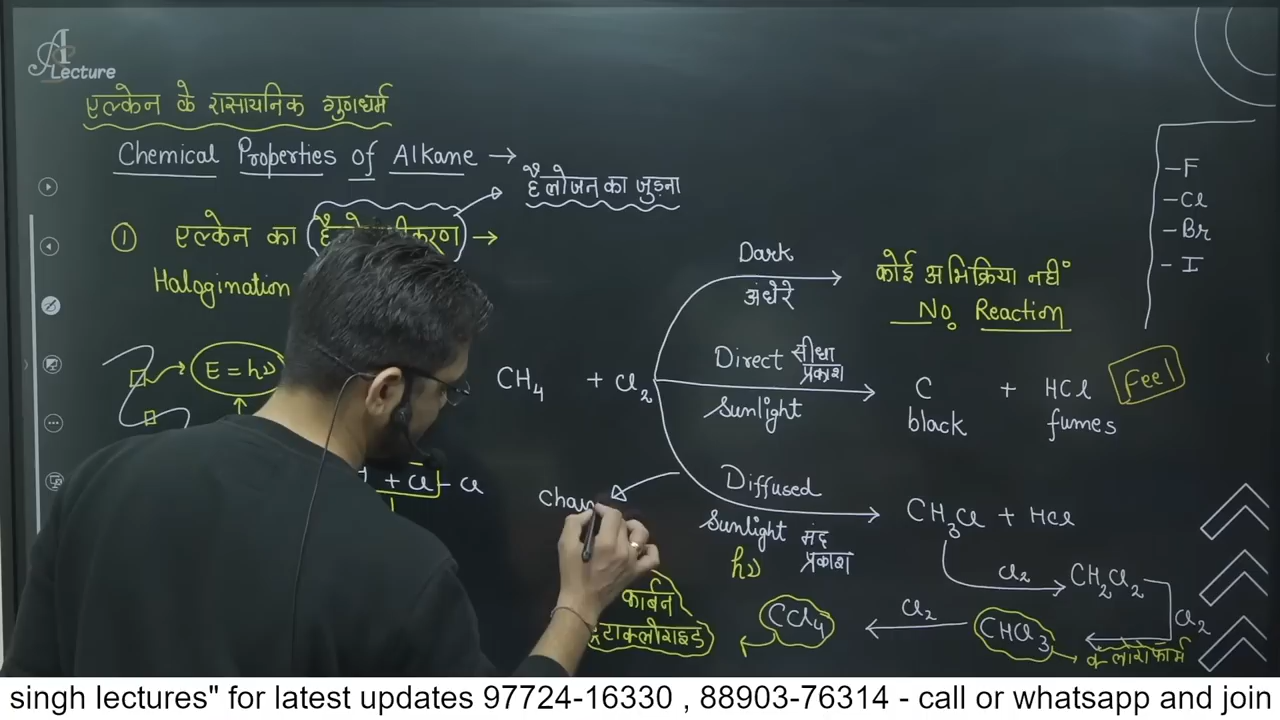 A Lecture
एल्केन के रासायनिक गुणधर्म
Chemical Properties of Alkane →
हैलोजन का जुड़ना
① एल्केन का
Halogination
E = hν
CH4 + Cl2
Dark
अंधेरे
कोई अभिक्रिया नहीं
No Reaction
Direct सीधा प्रकाश
Sunlight
C + HCl
black fumes
Feel
+ Cl - Cl
Chain
Diffused
Sunlight मंद प्रकाश
hν
CH3Cl + HCl
Cl2
CH2Cl2
Cl2
CHCl3
क्लोरोफॉर्म
Cl2
CCl4
कार्बन
टेट्राक्लोराइड
-F
-Cl
-Br
-I
singh lectures" for latest updates 97724-16330 , 88903-76314 - call or whatsapp and join